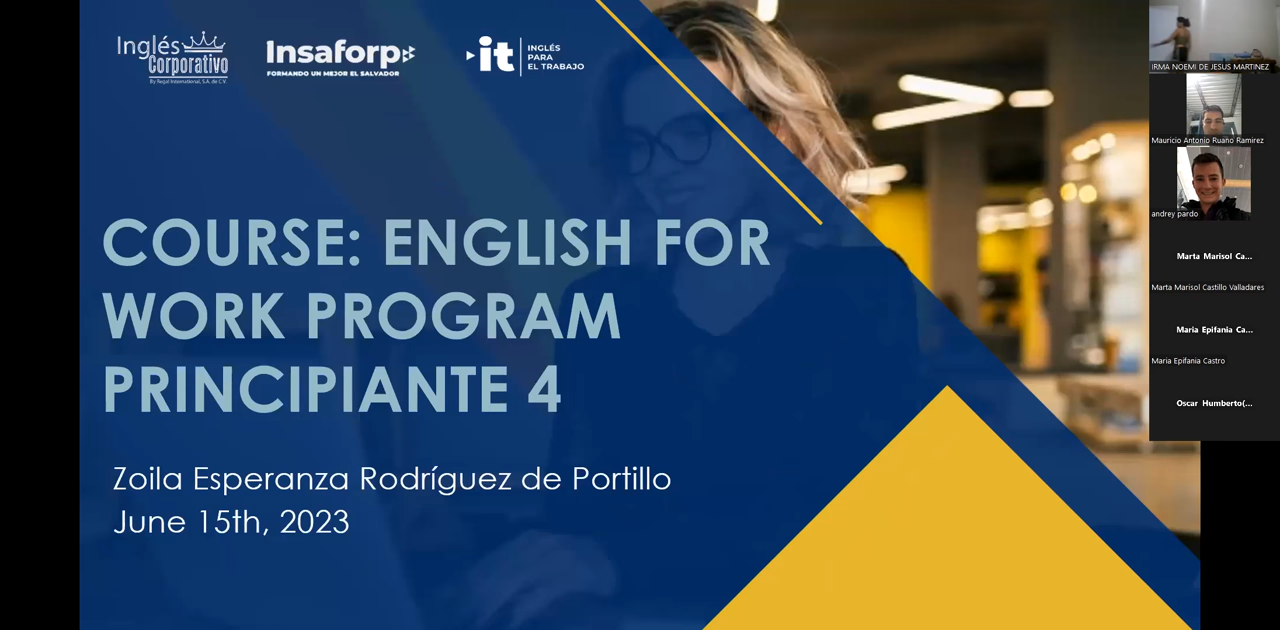 Inglés
Corporativo
By Regal International, S.A. de C.V.
Insaforp
FORMANDO UN MEJOR EL SALVADOR
it
INGLÉS
PARA
EL TRABAJO
COURSE: ENGLISH FOR
WORK PROGRAM
PRINCIPIANTE 4
Zoila Esperanza Rodríguez de Portillo
June 15th, 2023
IRMA NOEMI DE JESUS MARTINEZ
Mauricio Antonio Ruano Ramirez
andrey pardo
Marta Marisol Ca...
Marta Marisol Castillo Valladares
Maria Epifania Ca...
Maria Epifania Castro
Oscar Humberto(...